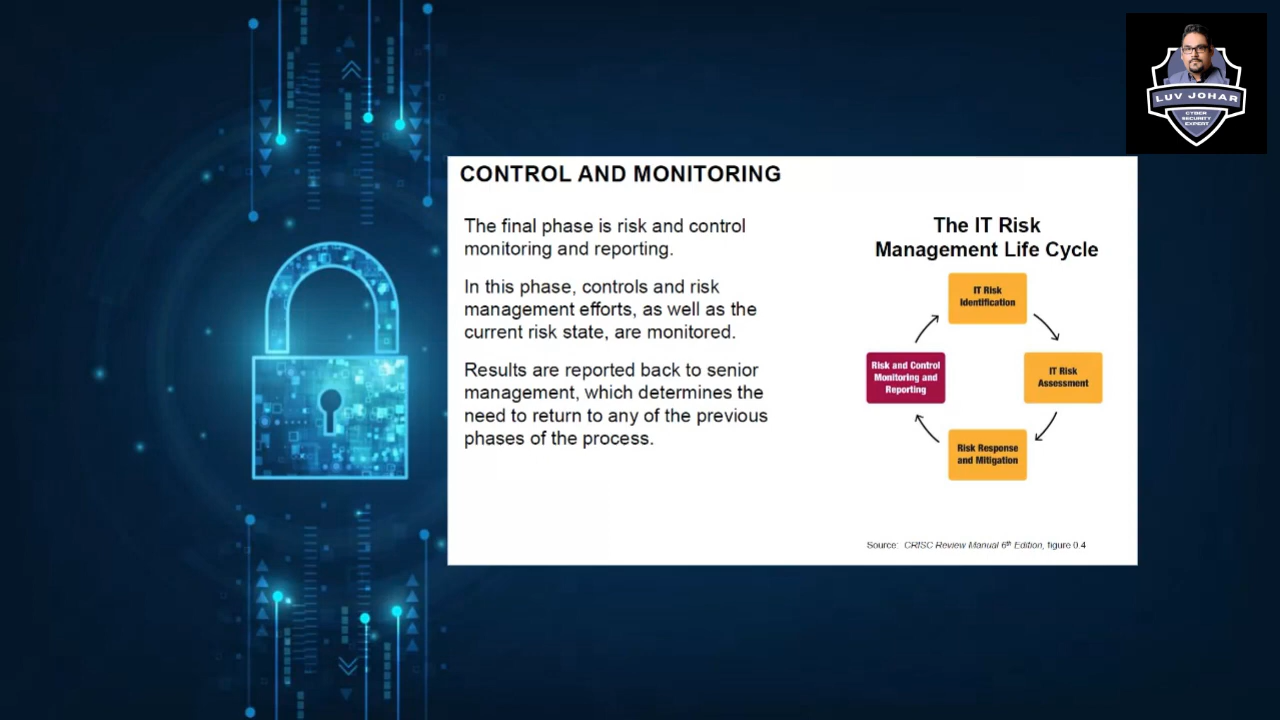 LUV JOHAR
CYBER
SECURITY
EXPERT
CONTROL AND MONITORING
The final phase is risk and control
monitoring and reporting.
In this phase, controls and risk
management efforts, as well as the
current risk state, are monitored.
Results are reported back to senior
management, which determines the
need to return to any of the previous
phases of the process.
The IT Risk
Management Life Cycle
IT Risk
Identification
IT Risk
Assessment
Risk Response
and Mitigation
Risk and Control
Monitoring and
Reporting
Source: CRISC Review Manual 6th Edition, figure 0.4